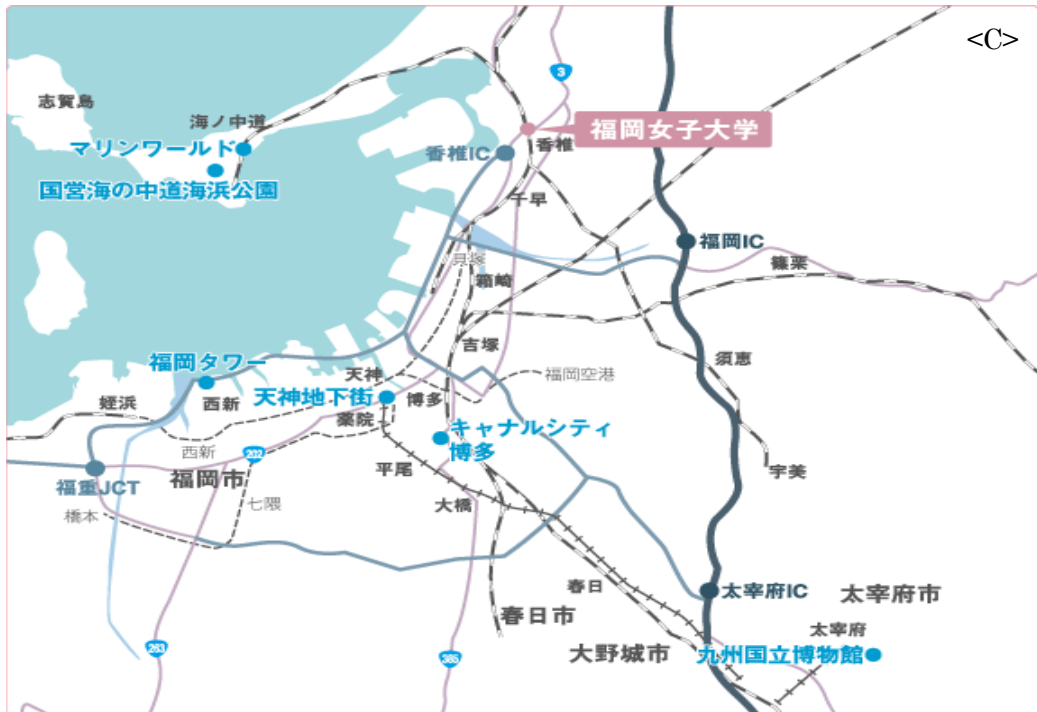 <C>
3
志賀島
海ノ中道
福岡女子大学
マリンワールド
香椎IC
香椎
国営海の中道海浜公園
千早
福岡IC
貝塚
篠栗
箱崎
吉塚
須恵
福岡タワー
天神
福岡空港
姪浜
西新
天神地下街
博多
薬院
キャナルシティ
博多
西新
202
平尾
宇美
福岡市
福重JCT
大橋
七隈
橋本
春日
太宰府IC
太宰府市
春日市
太宰府
263
385
大野城市
九州国立博物館